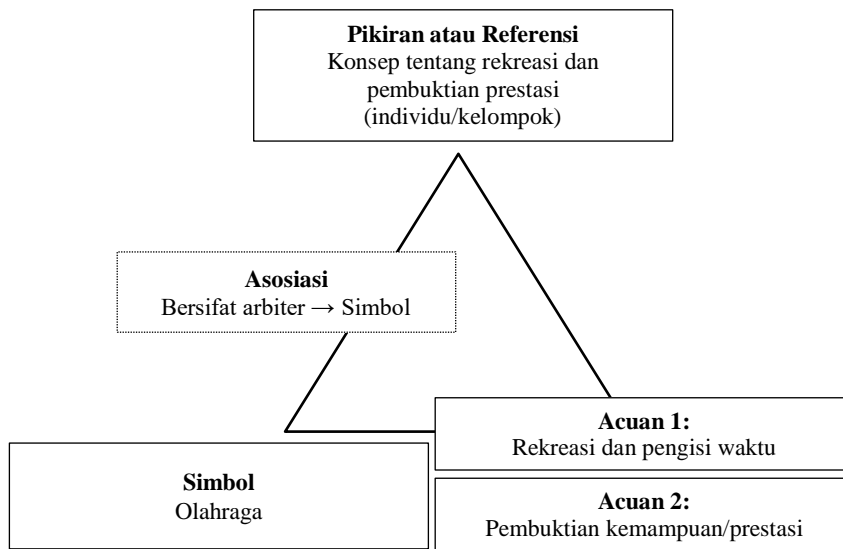 Pikiran atau Referensi
Konsep tentang rekreasi dan
pembuktian prestasi
(individu/kelompok)
Asosiasi
Bersifat arbiter → Simbol
Simbol
Olahraga
Acuan 1:
Rekreasi dan pengisi waktu
Acuan 2:
Pembuktian kemampuan/prestasi